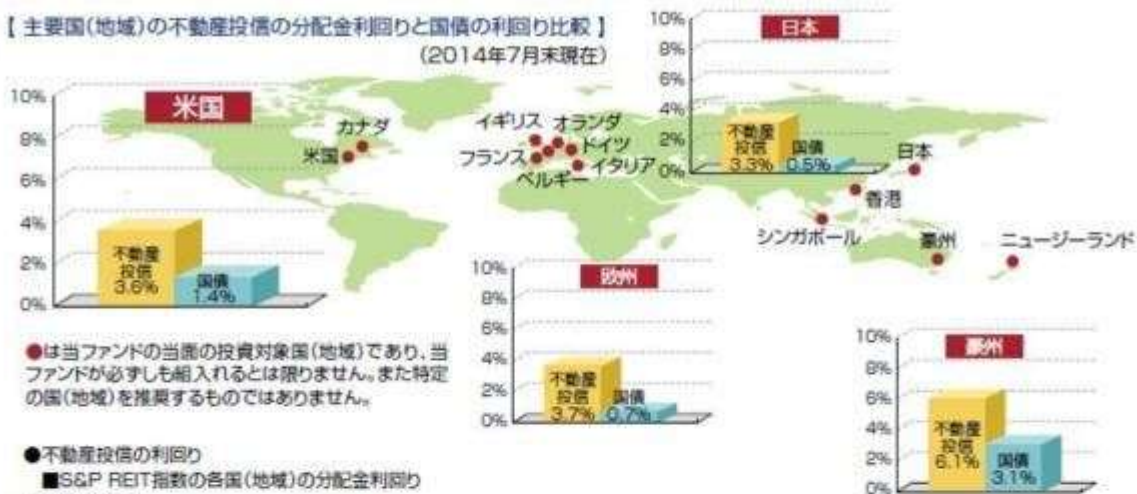 【 主要国(地域)の不動産投信の分配金利回りと国債の利回り比較 】
(2014年7月末現在)
10%
8%
6%
4%
2%
0%
米国
不動産
投信
3.6%
国債
1.4%
10%
8%
6%
4%
2%
0%
日本
不動産
投信
3.3%
国債
0.5%
カナダ
米国
イギリス
オランダ
フランス
ドイツ
ベルギー
イタリア
日本
香港
シンガポール
豪州
ニュージーランド
10%
8%
6%
4%
2%
0%
欧州
不動産
投信
3.7%
国債
0.7%
10%
8%
6%
4%
2%
0%
豪州
不動産
投信
6.1%
国債
3.1%
●は当ファンドの当面の投資対象国(地域)であり、当
ファンドが必ずしも組入れるとは限りません。また特定
の国(地域)を推奨するものではありません。
●不動産投信の利回り
■S&P REIT指数の各国(地域)の分配金利回り